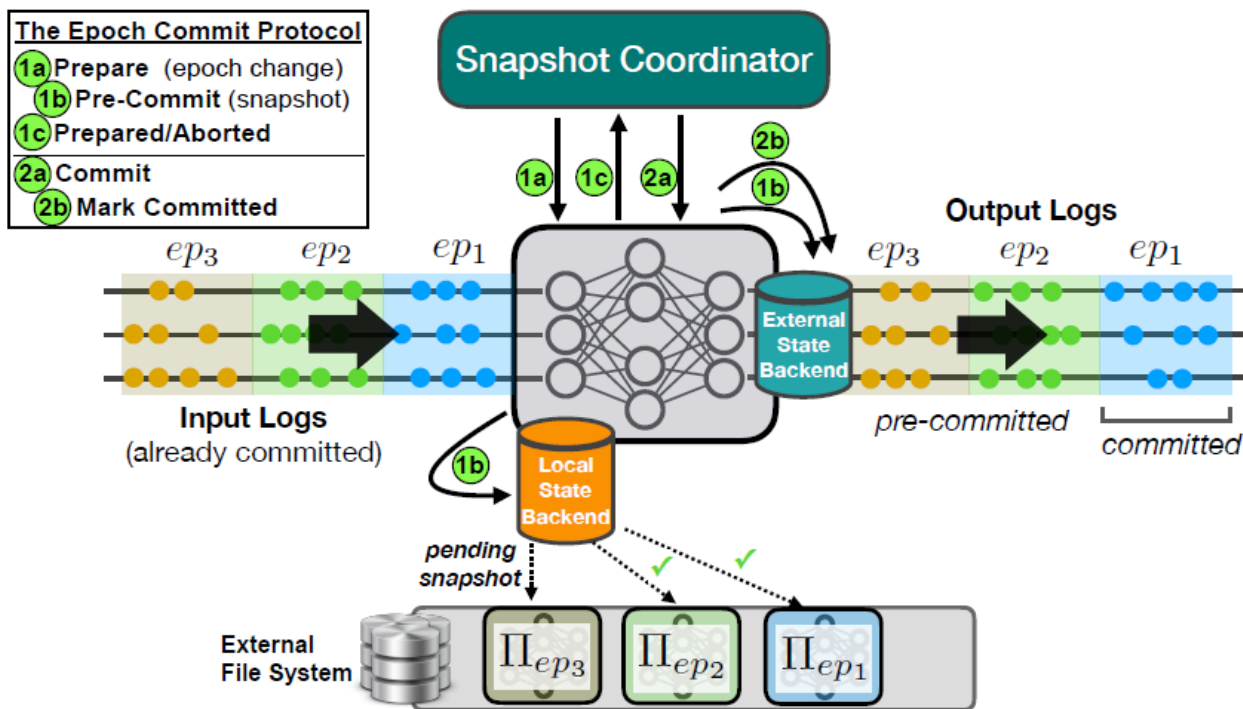 The Epoch Commit Protocol
1a Prepare (epoch change)
1b Pre-Commit (snapshot)
1c Prepared/Aborted
2a Commit
2b Mark Committed
Snapshot Coordinator
1a
1c
2a
2b
1b
Output Logs
ep3
ep2
ep1
ep3
ep2
ep1
External
State
Backend
Input Logs
(already committed)
pre-committed
committed
1b
Local
State
Backend
pending
snapshot
✓
✓
External
File System
Πep3
Πep2
Πep1